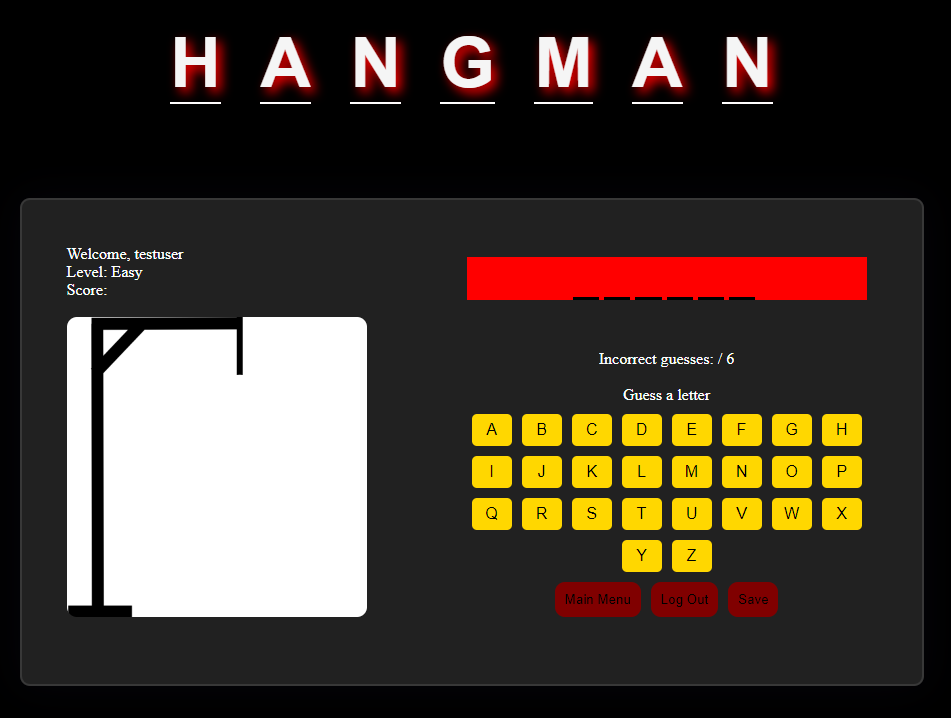 H A N G M A N
Welcome, testuser
Level: Easy
Score:
Incorrect guesses: / 6
Guess a letter
A B C D E F G H
I J K L M N O P
Q R S T U V W X
Y Z
Main Menu Log Out Save